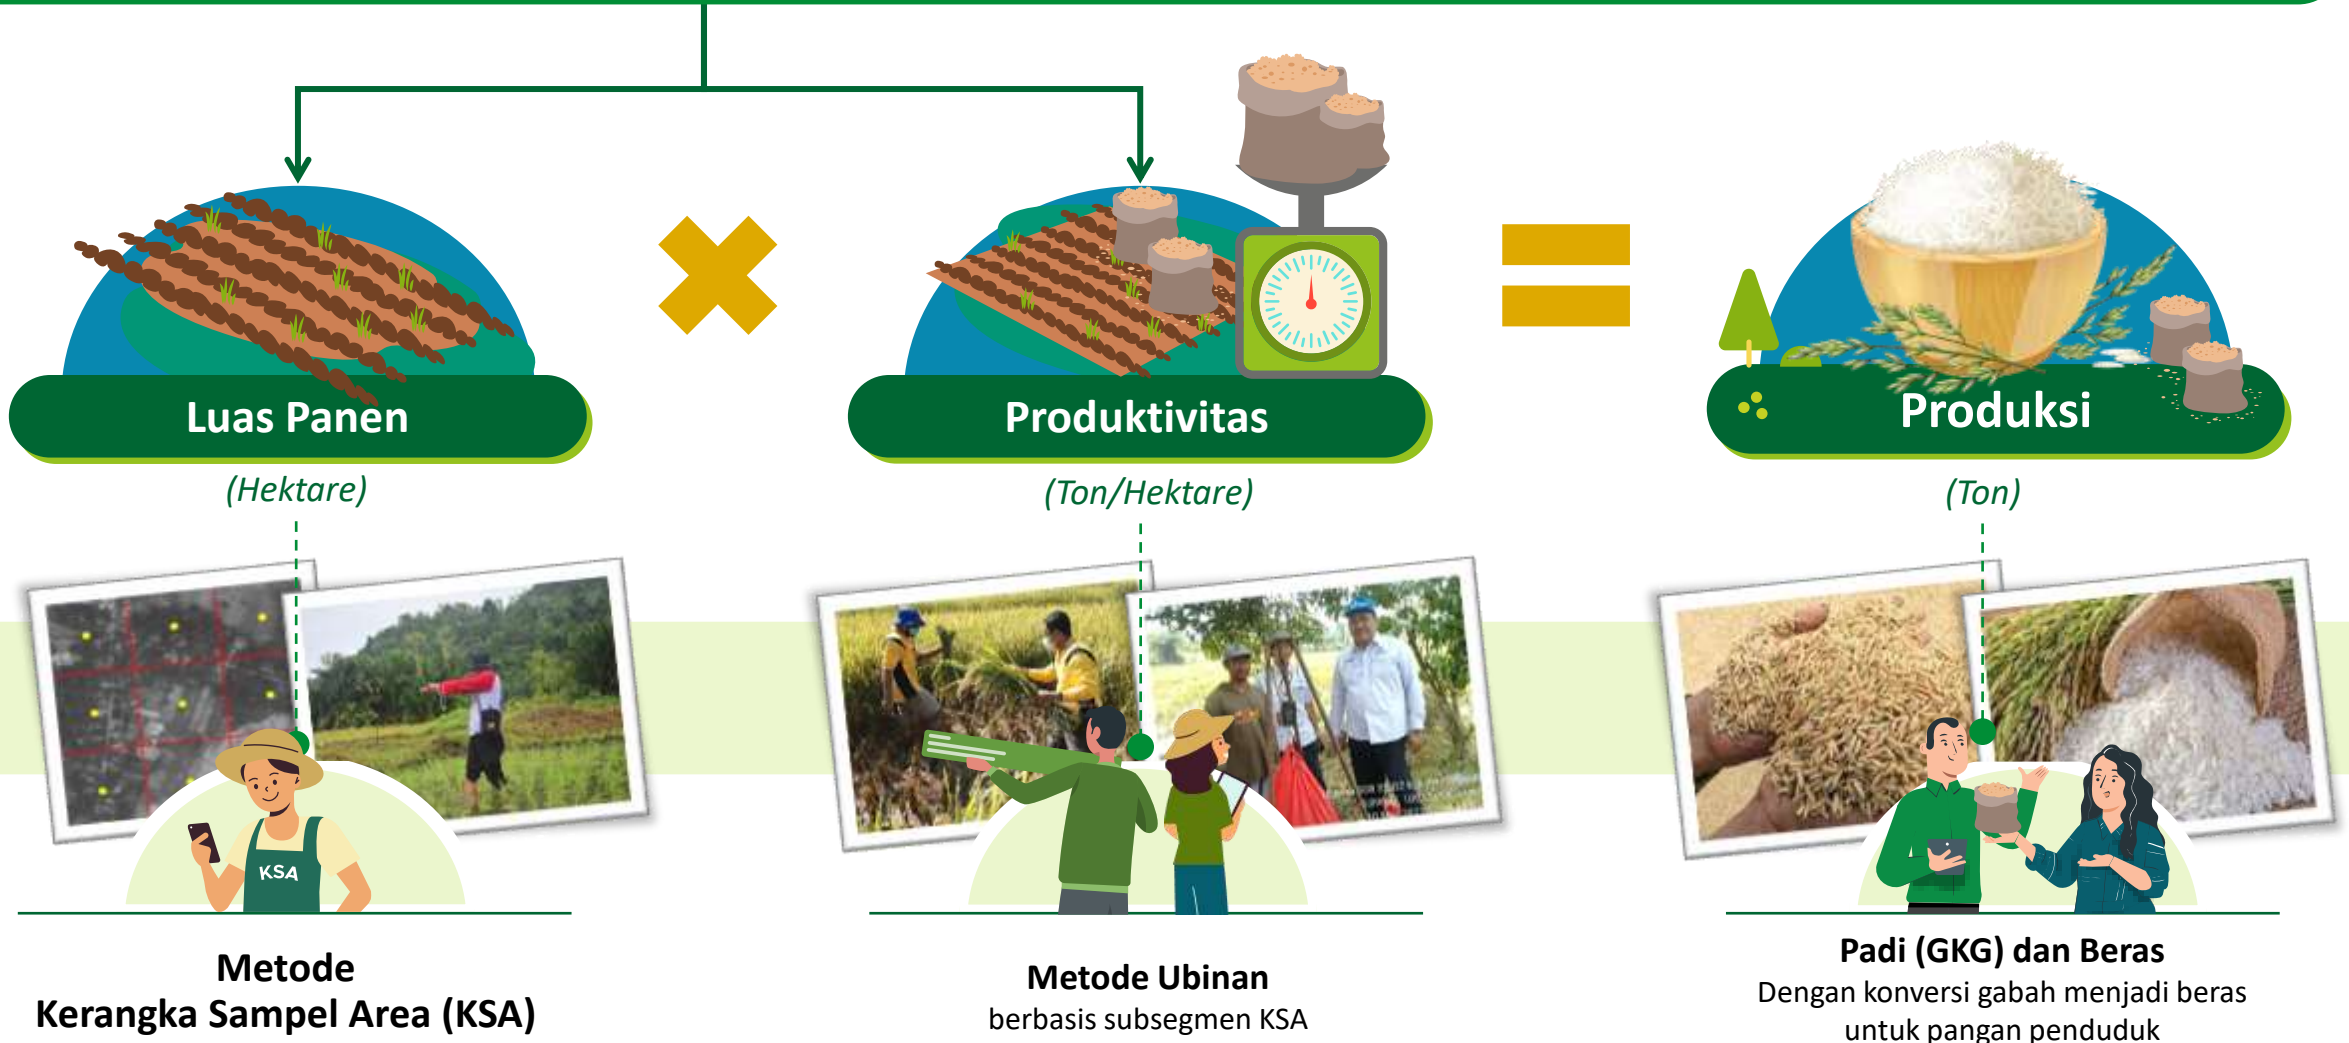 Luas Panen
(Hektare)
Produktivitas
(Ton/Hektare)
Produksi
(Ton)
KSA
Metode
Kerangka Sampel Area (KSA)
Metode Ubinan
berbasis subsegmen KSA
Padi (GKG) dan Beras
Dengan konversi gabah menjadi beras
untuk pangan penduduk